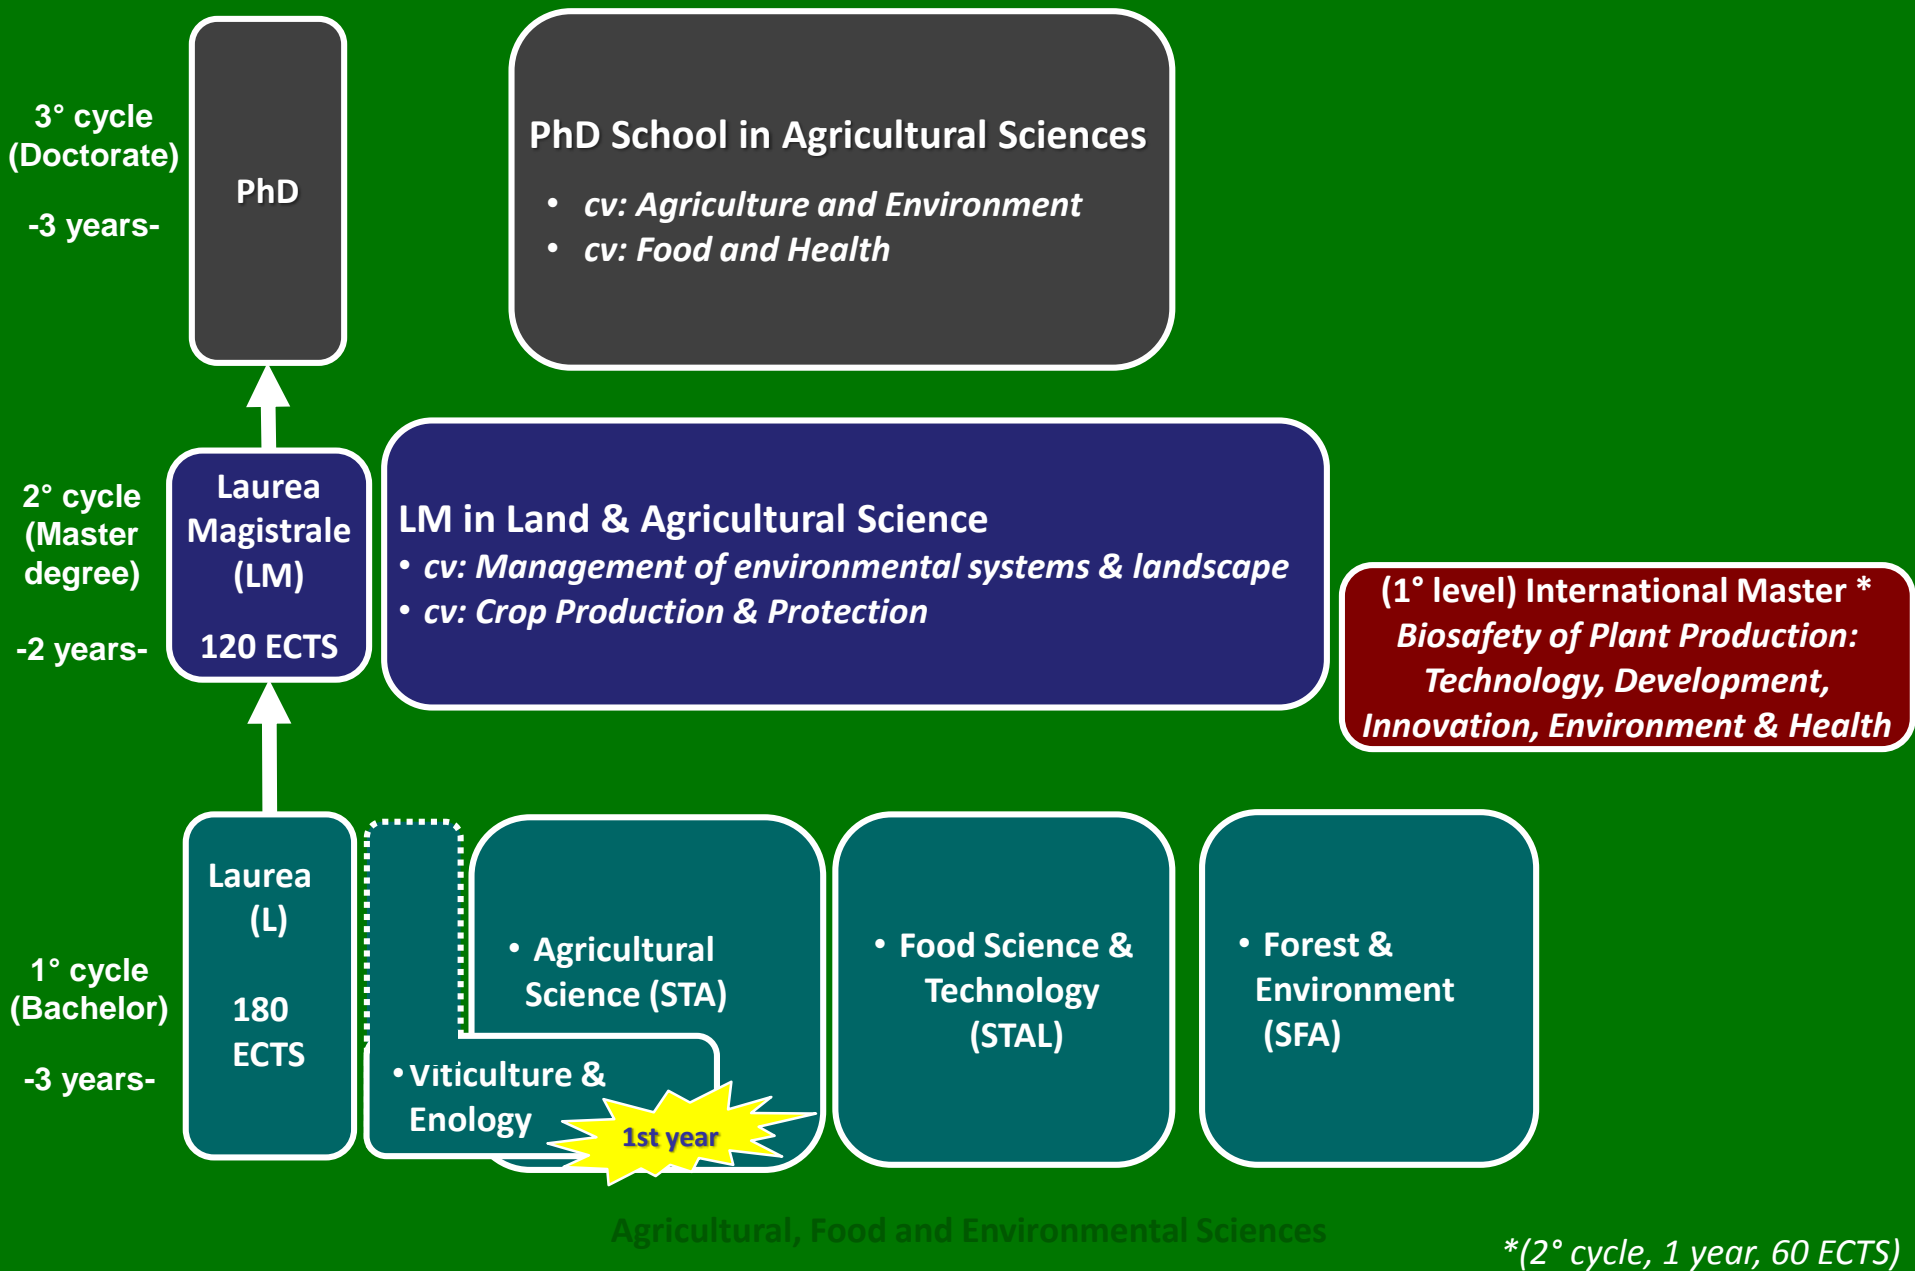 3° cycle
(Doctorate)
-3 years-
PhD
PhD School in Agricultural Sciences
• cv: Agriculture and Environment
• cv: Food and Health
2° cycle
(Master
degree)
-2 years-
Laurea
Magistrale
(LM)
120 ECTS
LM in Land & Agricultural Science
• cv: Management of environmental systems & landscape
• cv: Crop Production & Protection
(1° level) International Master *
Biosafety of Plant Production:
Technology, Development,
Innovation, Environment & Health
1° cycle
(Bachelor)
-3 years-
Laurea
(L)
180
ECTS
• Agricultural
Science (STA)
• Viticulture &
Enology
1st year
• Food Science &
Technology
(STAL)
• Forest &
Environment
(SFA)
Agricultural, Food and Environmental Sciences
*(2° cycle, 1 year, 60 ECTS)